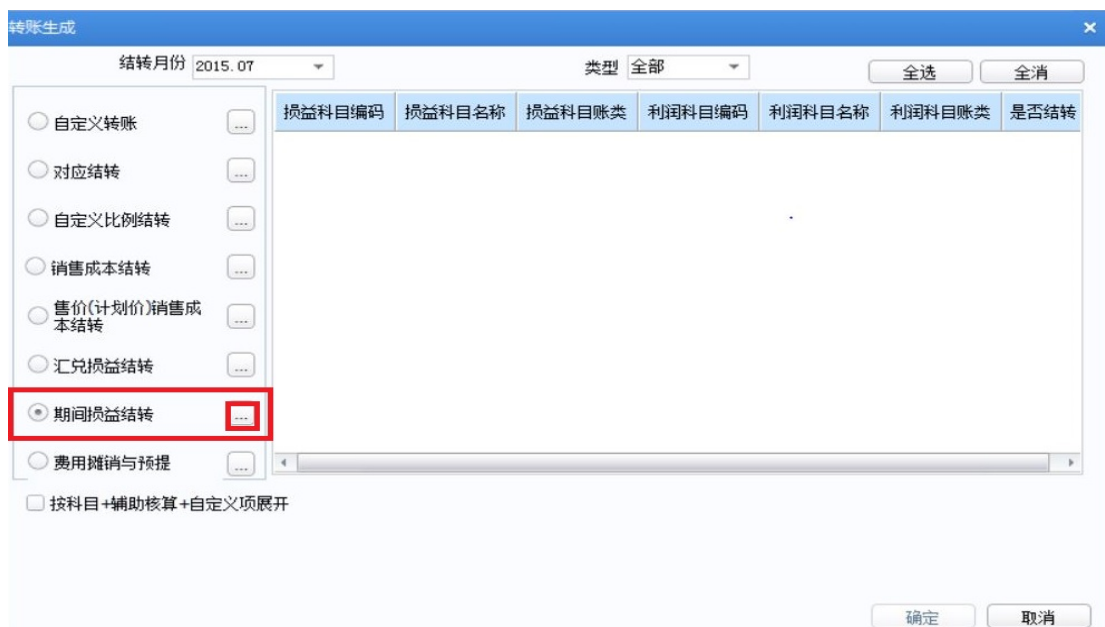 转账生成
结转月份 2015.07 类型 全部 全选 全消
损益科目编码 损益科目名称 损益科目账类 利润科目编码 利润科目名称 利润科目账类 是否结转
自定义转账 ...
对应结转 ...
自定义比例结转 ...
销售成本结转 ...
售价(计划价)销售成
本结转 ...
汇兑损益结转 ...
期间损益结转 ...
费用摊销与预提 ...
按科目+辅助核算+自定义项展开
确定 取消